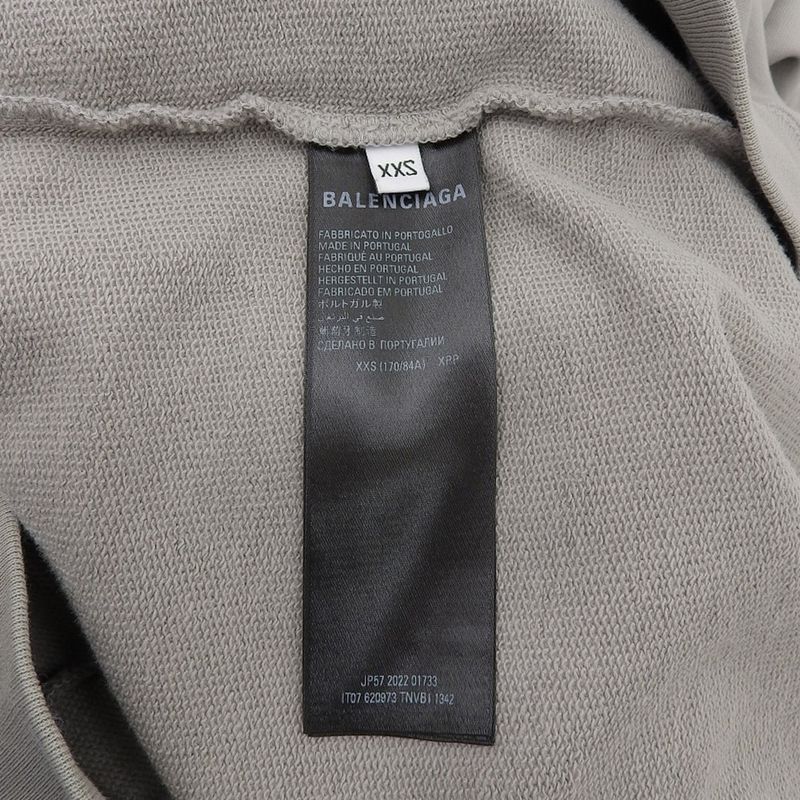 XXS
BALENCIAGA
FABBRICATO IN PORTOGALLO
MADE IN PORTUGAL
FABRIQUÉ AU PORTUGAL
HECHO EN PORTUGAL
HERGESTELLT IN PORTUGAL
FABRICADO EM PORTUGAL
ポルトガル製
صنع في البرتغال
葡萄牙制造
СДЕЛАНО В ПОРТУГАЛИИ
XXS (170/84A) XPP
JP57 2022 01733
IT07 620973 TNVB1 1342